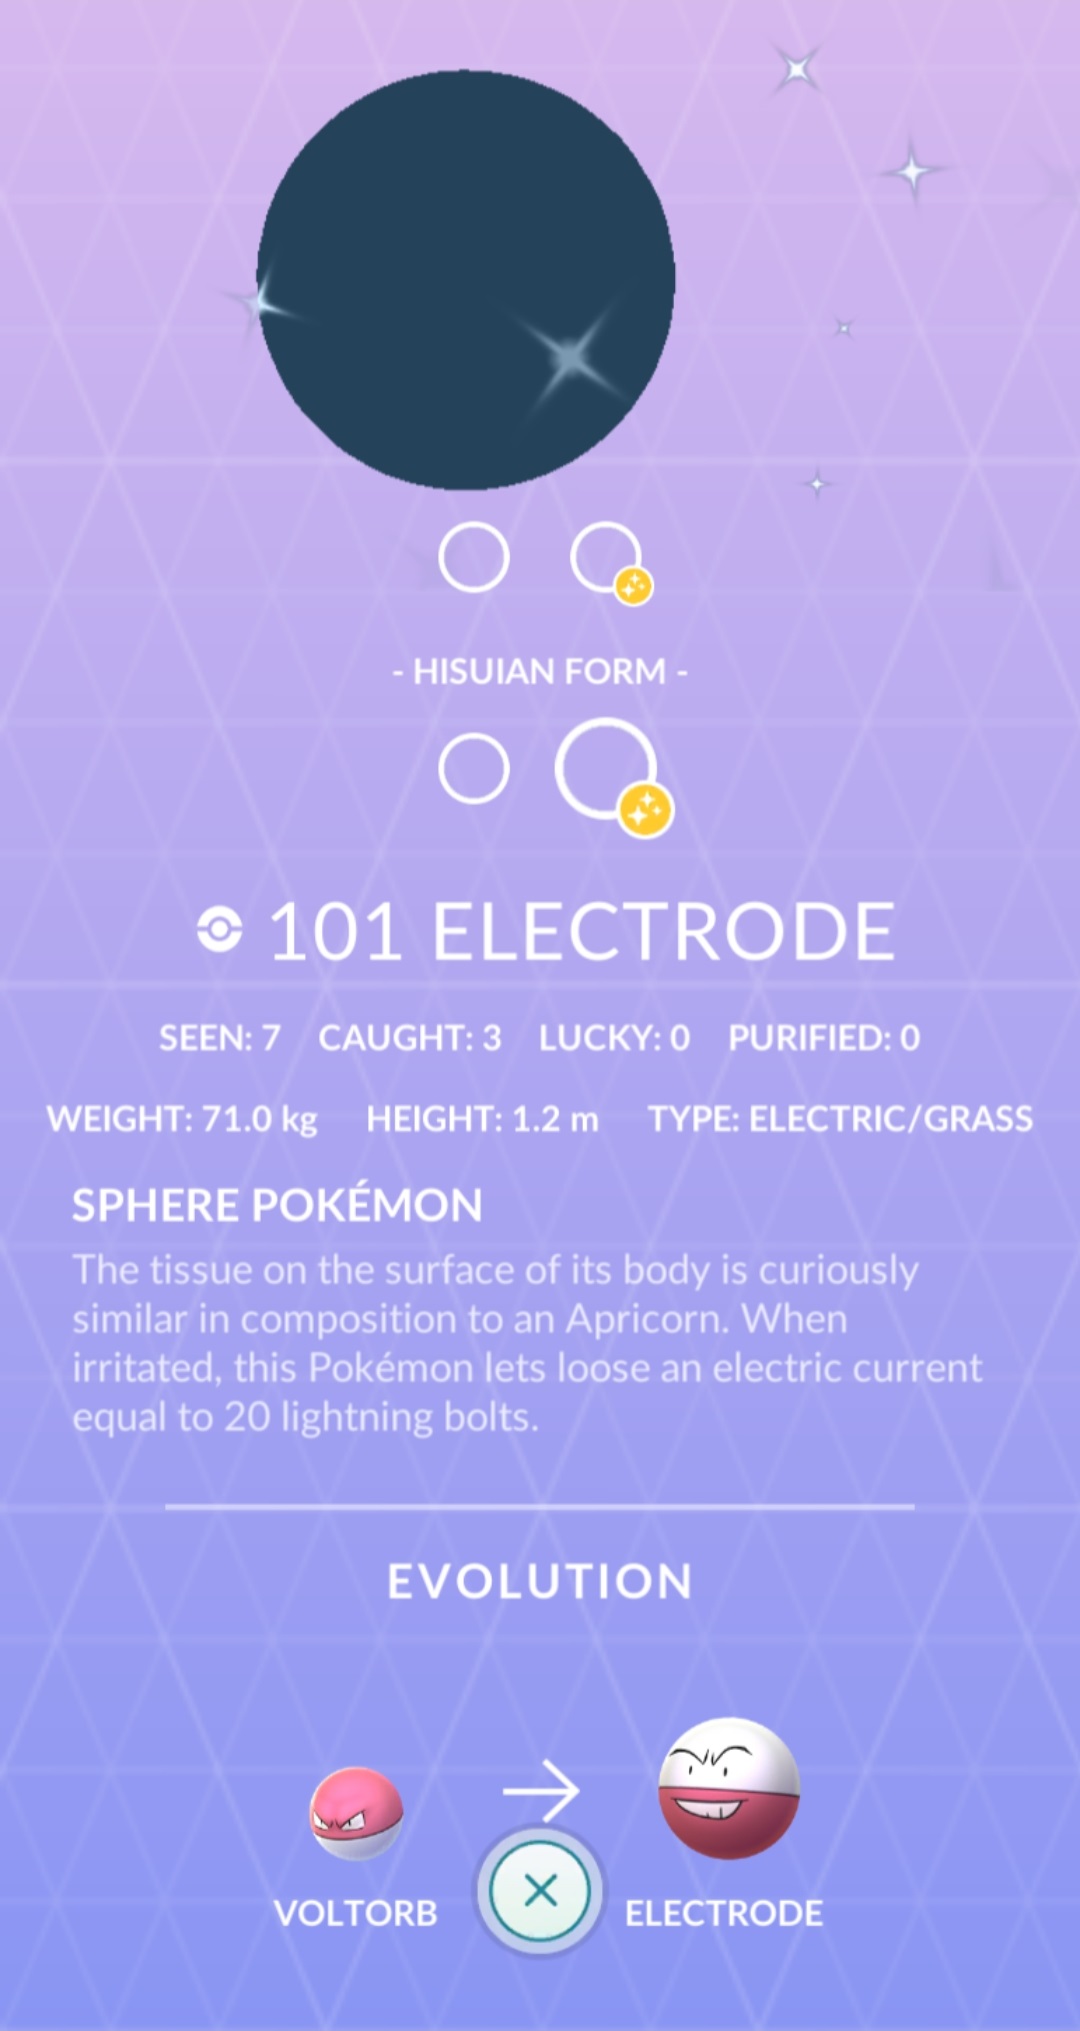 - HISUIAN FORM -
101 ELECTRODE
SEEN: 7 CAUGHT: 3 LUCKY: 0 PURIFIED: 0
WEIGHT: 71.0 kg HEIGHT: 1.2 m TYPE: ELECTRIC/GRASS
SPHERE POKÉMON
The tissue on the surface of its body is curiously
similar in composition to an Apricorn. When
irritated, this Pokémon lets loose an electric current
equal to 20 lightning bolts.
EVOLUTION
VOLTORB ELECTRODE